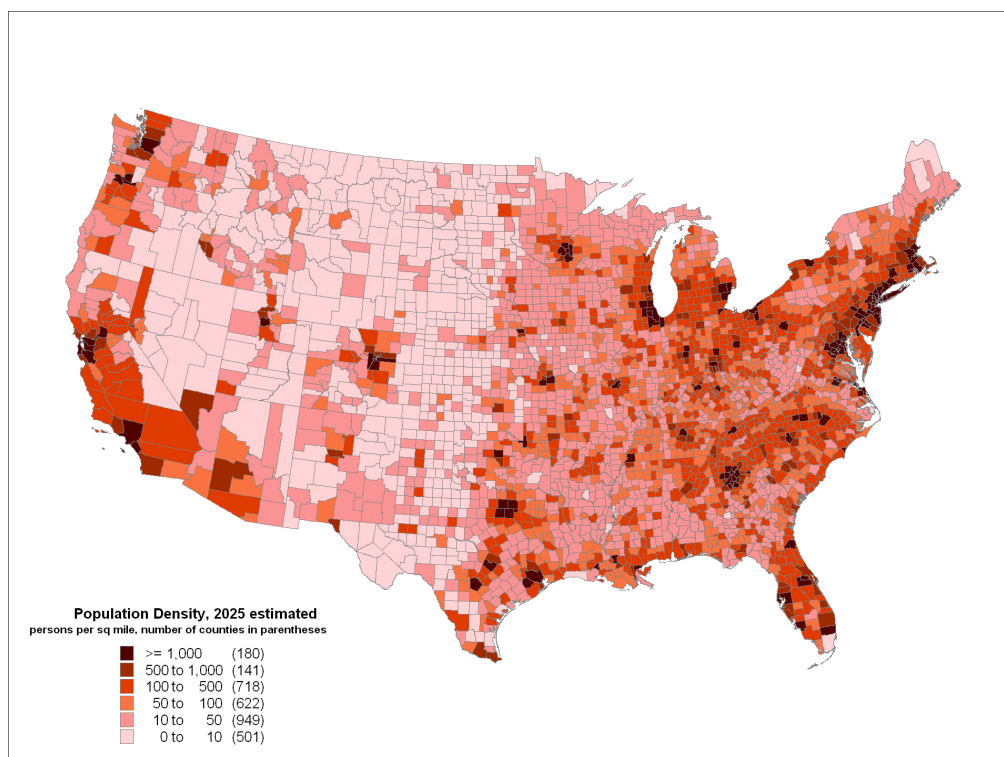 Population Density, 2025 estimated
persons per sq mile, number of counties in parentheses
>= 1,000 (180)
500 to 1,000 (141)
100 to 500 (718)
50 to 100 (622)
10 to 50 (949)
0 to 10 (501)